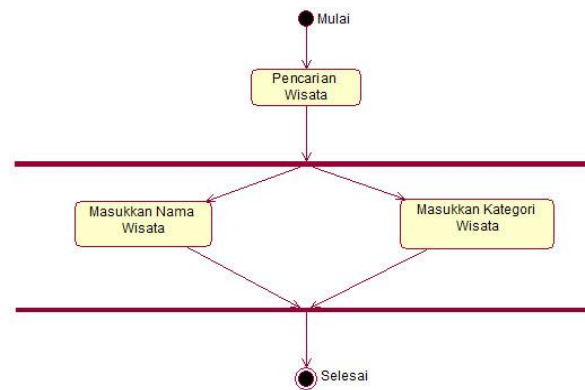 Mulai
Pencarian
Wisata
Masukkan Nama
Wisata
Masukkan Kategori
Wisata
Selesai